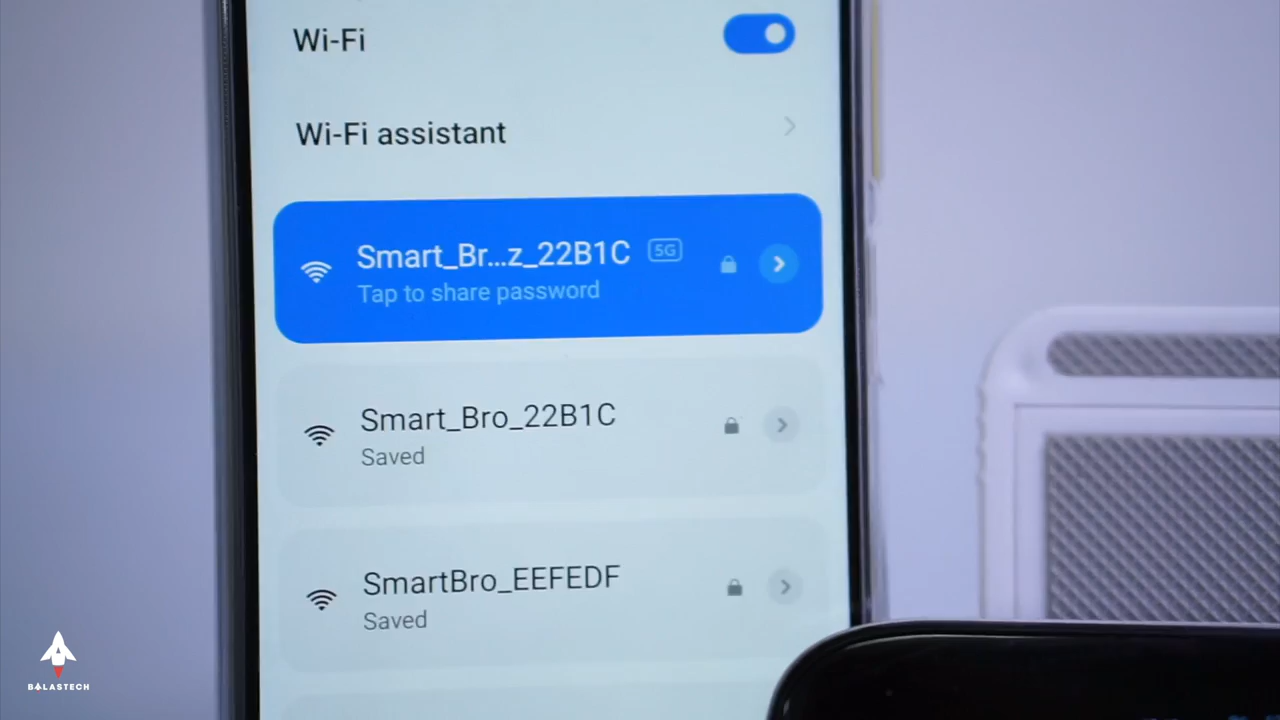 Wi-Fi
Wi-Fi assistant
Smart_Br...z_22B1C 5G
Tap to share password
Smart_Bro_22B1C
Saved
SmartBro_EEFEDF
Saved
BALASTECH